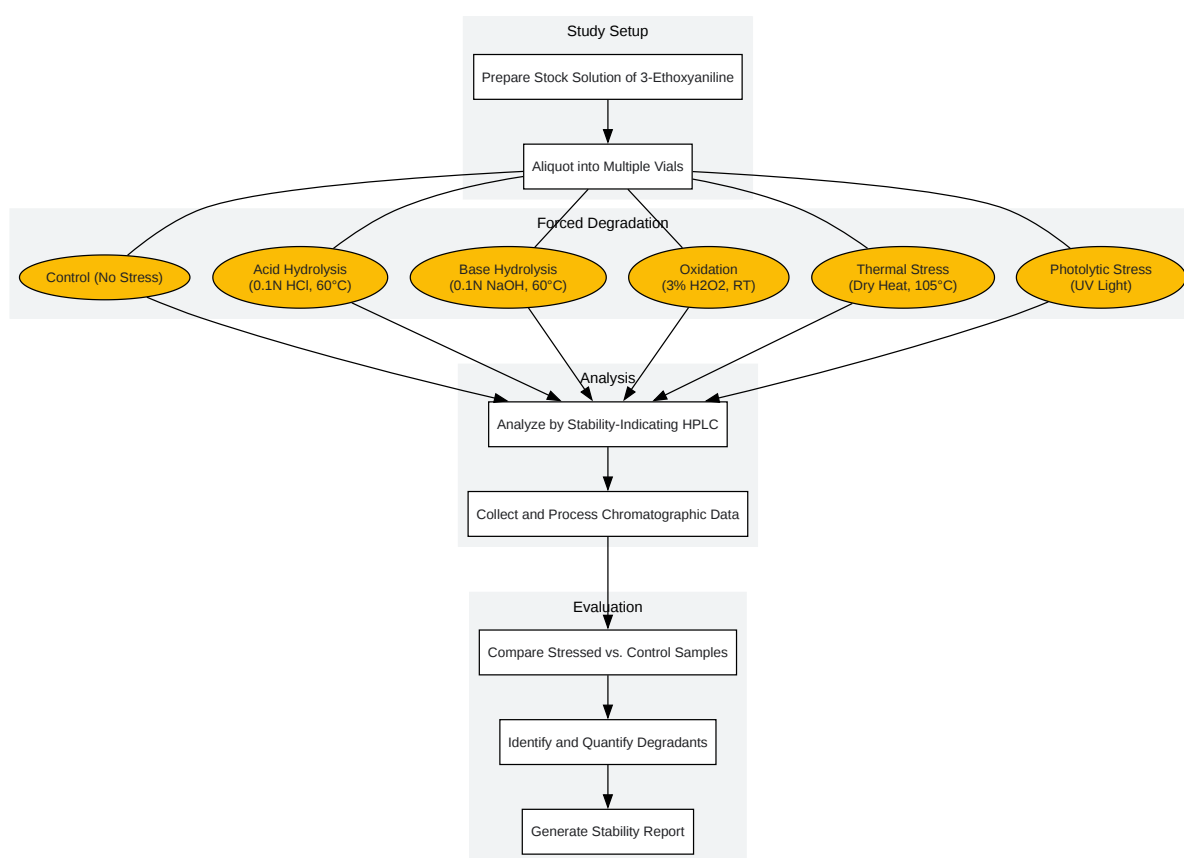 Study Setup
Prepare Stock Solution of 3-Ethoxyaniline
Aliquot into Multiple Vials
Forced Degradation
Control (No Stress)
Acid Hydrolysis
(0.1N HCl, 60°C)
Base Hydrolysis
(0.1N NaOH, 60°C)
Oxidation
(3% H2O2, RT)
Thermal Stress
(Dry Heat, 105°C)
Photolytic Stress
(UV Light)
Analysis
Analyze by Stability-Indicating HPLC
Collect and Process Chromatographic Data
Evaluation
Compare Stressed vs. Control Samples
Identify and Quantify Degradants
Generate Stability Report